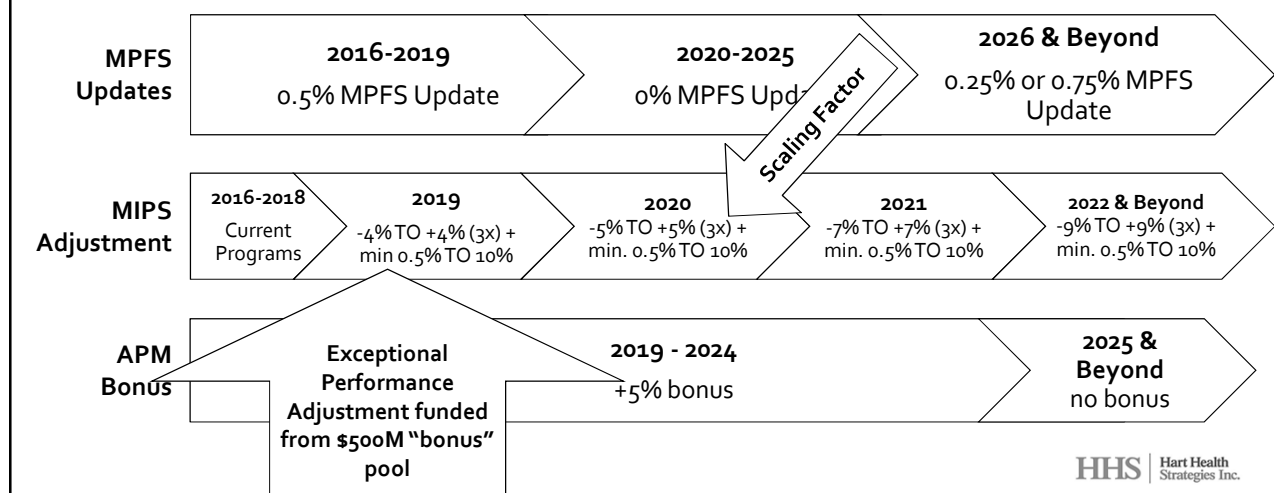 MPFS
Updates
2016-2019
0.5% MPFS Update
2020-2025
0% MPFS
2026 & Beyond
0.25% or 0.75% MPFS
Update
Scaling Factor
MIPS
Adjustment
2016-2018
Current
Programs
2019
-4% TO +4% (3x) +
min 0.5% TO 10%
2020
-5% TO +5% (3x) +
min. 0.5% TO 10%
2021
-7% TO +7% (3x) +
min. 0.5% TO 10%
2022 & Beyond
-9% TO +9% (3x) +
min. 0.5% TO 10%
APM
Bonus
Exceptional
Performance
Adjustment funded
from $500M "bonus"
pool
2019 - 2024
+5% bonus
2025 &
Beyond
no bonus
HHS
Hart Health
Strategies Inc.